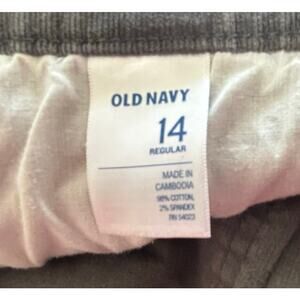 OLD NAVY
14
REGULAR
MADE IN
CAMBODIA
98% COTTON,
2% SPANDEX
RN 54023